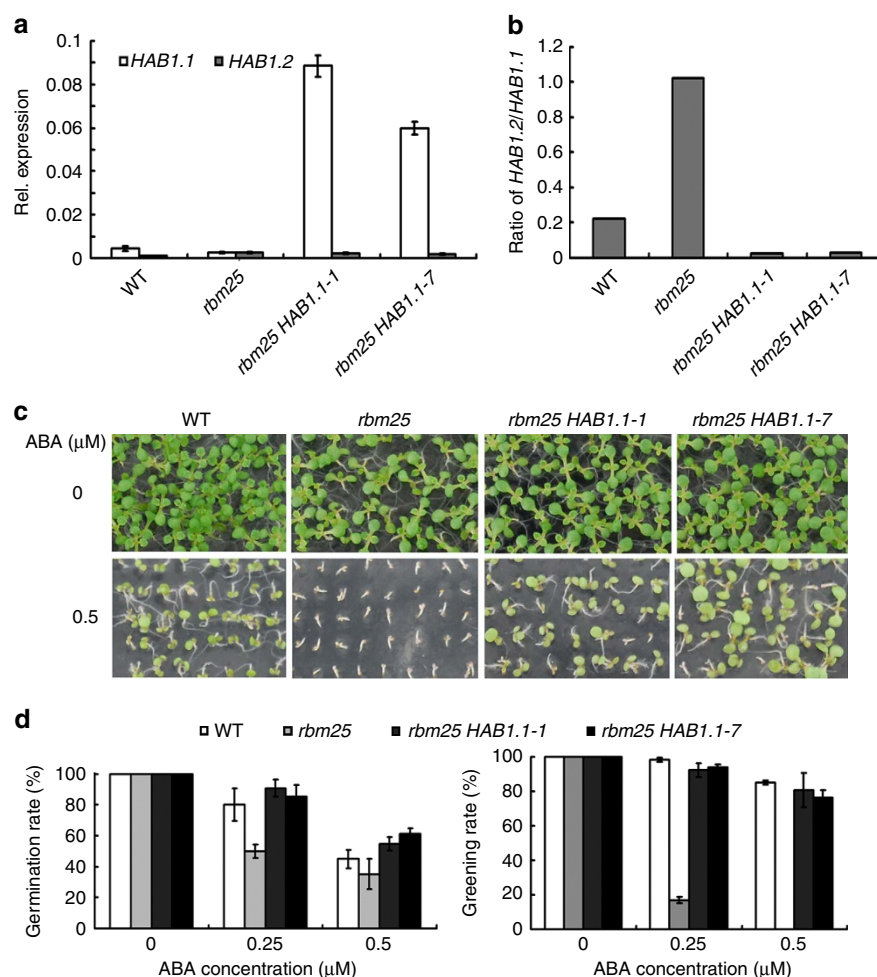 a
Rel. expression
0.1
0.08
0.06
0.04
0.02
0
HAB1.1 HAB1.2
WT
rbm25
rbm25 HAB1.1-1
rbm25 HAB1.1-7
b
Ratio of HAB1.2/HAB1.1
1.2
1.0
0.8
0.6
0.4
0.2
0
WT
rbm25
rbm25 HAB1.1-1
rbm25 HAB1.1-7
c
WT rbm25 rbm25 HAB1.1-1 rbm25 HAB1.1-7
ABA (μM)
0
0.5
d
WT rbm25 rbm25 HAB1.1-1 rbm25 HAB1.1-7
Germination rate (%)
100
80
60
40
20
0
0 0.25 0.5
ABA concentration (μM)
Greening rate (%)
100
80
60
40
20
0
0 0.25 0.5
ABA concentration (μM)